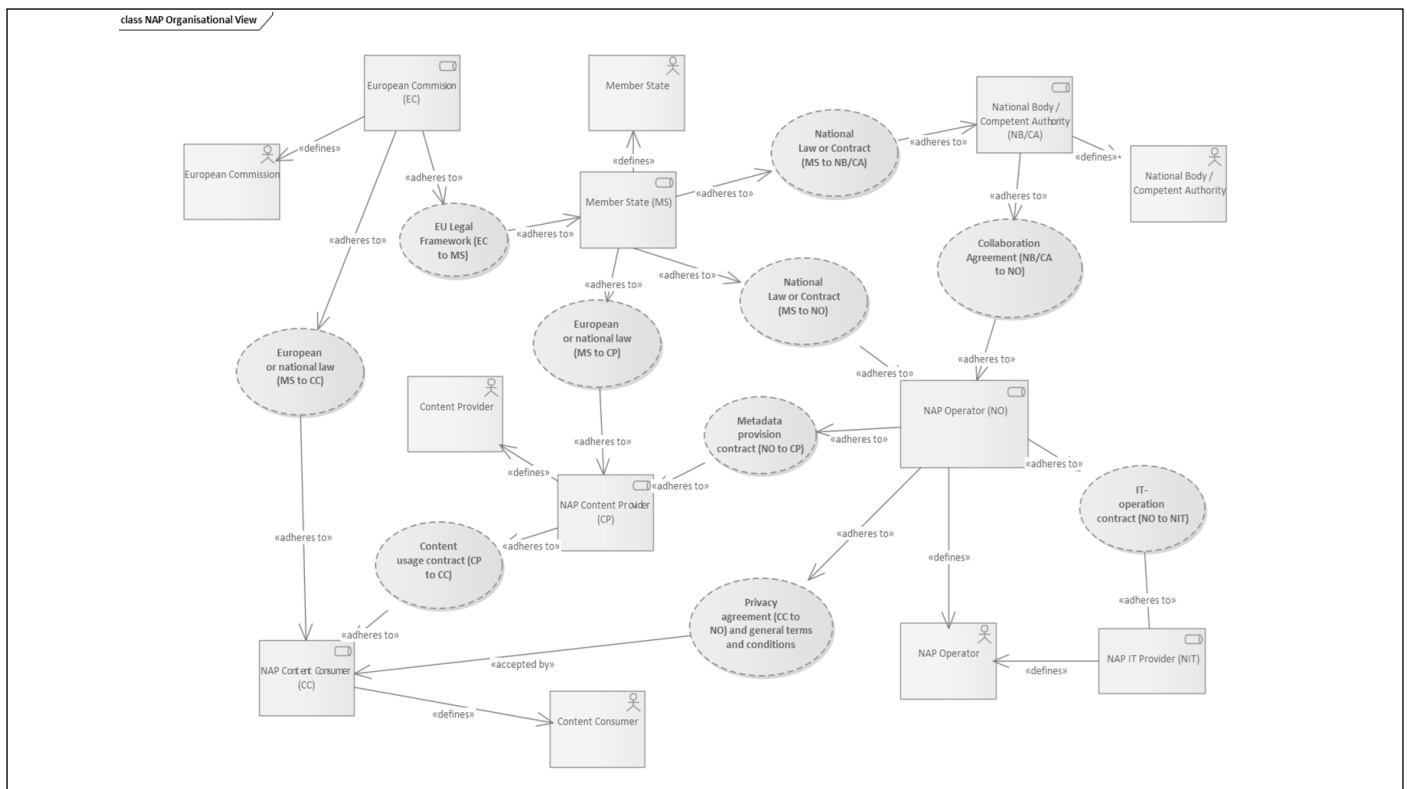 class NAP Organisational View
European Commision
(EC)
Member State
National Body /
Competent Authority
(NB/CA)
National
Law or Contract
(MS to NB/CA)
«adheres to»
«defines»
«defines»
«defines»
European Commission
«adheres to»
Member State (MS)
«adheres to»
National Body /
Competent Authority
EU Legal
Framework (EC
to MS)
«adheres to»
«adheres to»
«adheres to»
Collaboration
Agreement (NB/CA
to NO)
«adheres to»
«adheres to»
National
Law or Contract
(MS to NO)
European
or national law
(MS to CP)
European
or national law
(MS to CC)
«adheres to»
«adheres to»
Content Provider
NAP Operator (NO)
Metadata
provision
contract (NO to CP)
«adheres to»
«adheres to»
«adheres to»
«defines»
«adheres to»
NAP Content Provider
(CP)
IT-
operation
contract (NO to NIT)
«adheres to»
«adheres to»
«adheres to»
Content
usage contract (CP
to CC)
«defines»
«adheres to»
Privacy
agreement (CC to
NO) and general terms
and conditions
«adheres to»
NAP Content Consumer
(CC)
«accepted by»
NAP Operator
NAP IT Provider (NIT)
«defines»
«defines»
Content Consumer